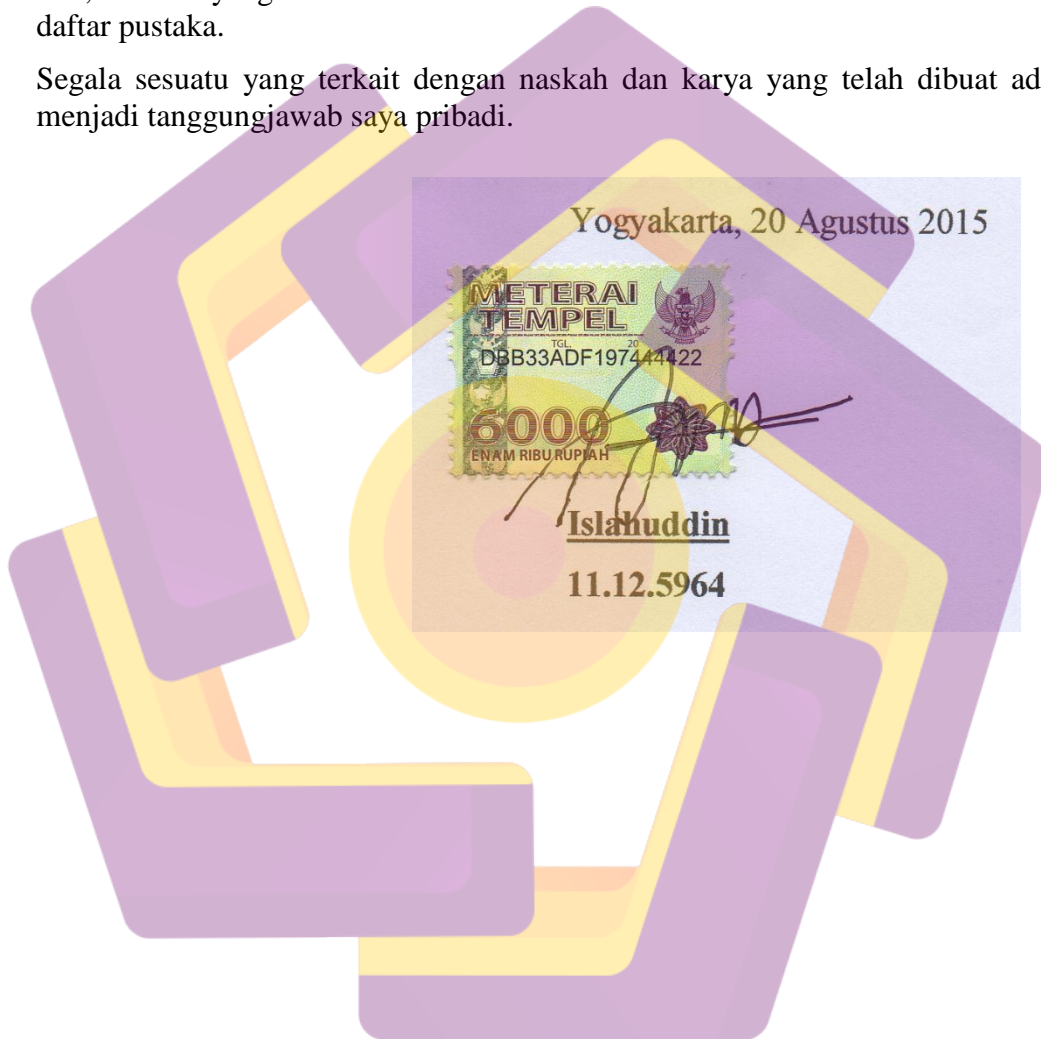 daftar pustaka.
Segala sesuatu yang terkait dengan naskah dan karya yang telah dibuat ad
menjadi tanggungjawab saya pribadi.
Yogyakarta, 20 Agustus 2015
METERAI
TEMPEL
TGL. 20
DBB33ADF197444422
6000
ENAM RIBU RUPIAH
Islahuddin
11.12.5964